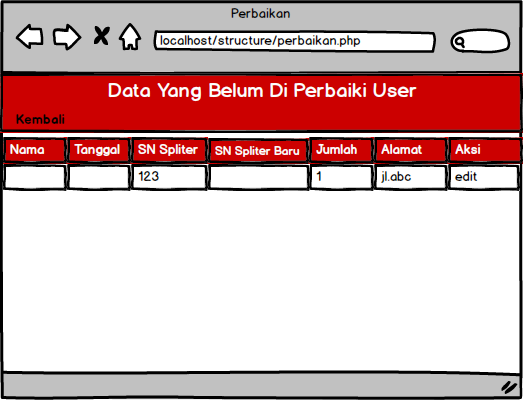 Perbaikan
localhost/structure/perbaikan.php
Data Yang Belum Di Perbaiki User
Kembali
Nama Tanggal SN Spliter SN Spliter Baru Jumlah Alamat Aksi
123 1 jl.abc edit